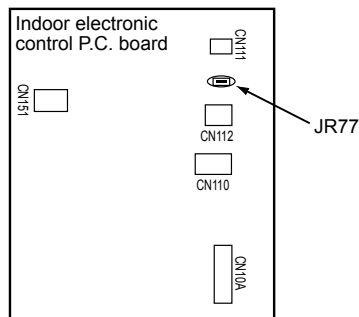 Indoor electronic
control P.C. board
CN111
CN151
JR77
CN112
CN110
CN10A